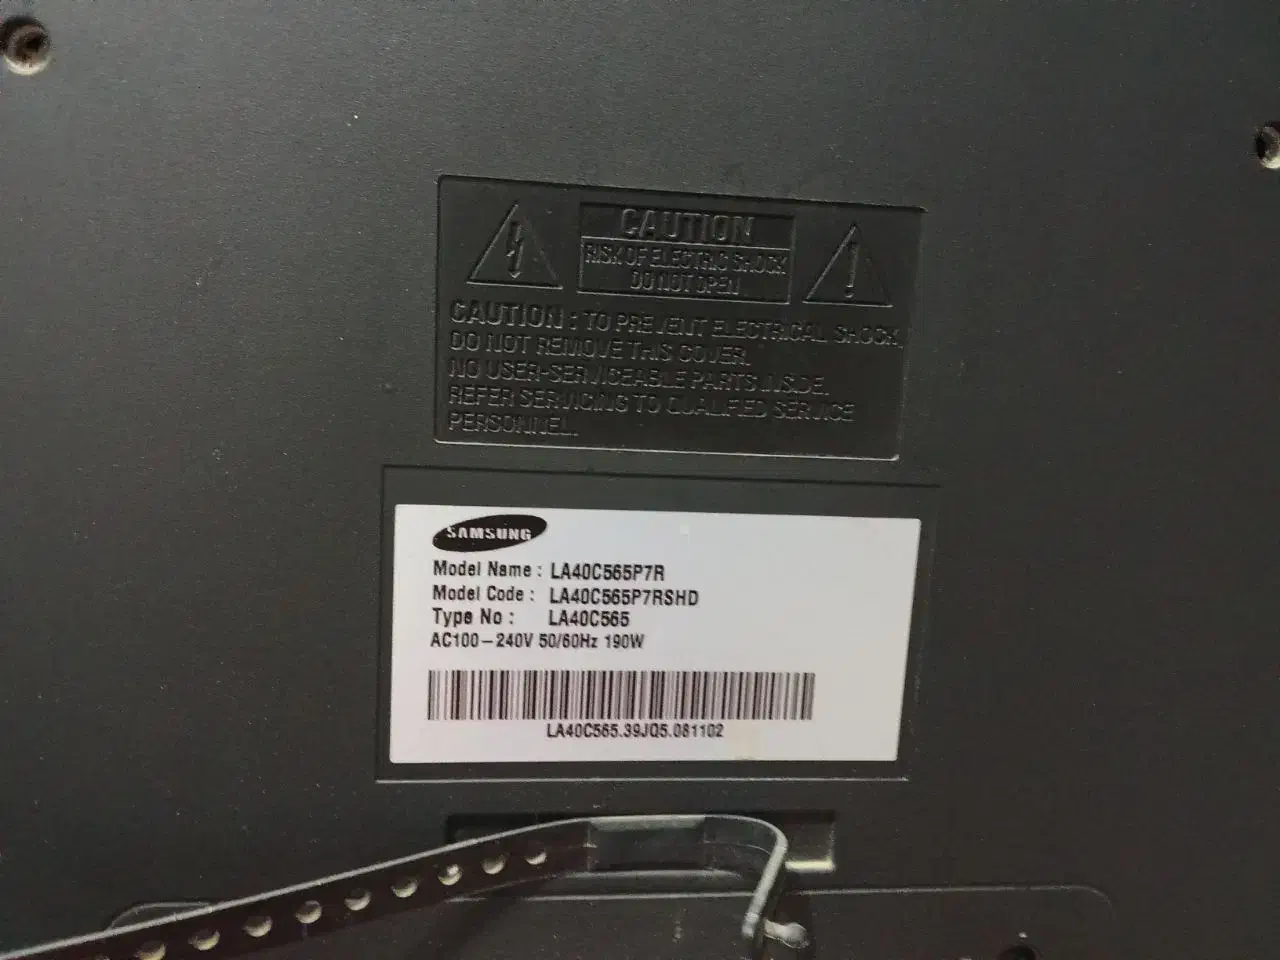 CAUTION
RISK OF ELECTRIC SHOCK
DO NOT OPEN
CAUTION : TO PREVENT ELECTRICAL SHOCK,
DO NOT REMOVE THIS COVER.
NO USER-SERVICEABLE PARTS INSIDE.
REFER SERVICING TO QUALIFIED SERVICE
PERSONNEL.
SAMSUNG
Model Name : LA40C565P7R
Model Code : LA40C565P7RSHD
Type No : LA40C565
AC100-240V 50/60Hz 190W
LA40C565.39JQ5.081102